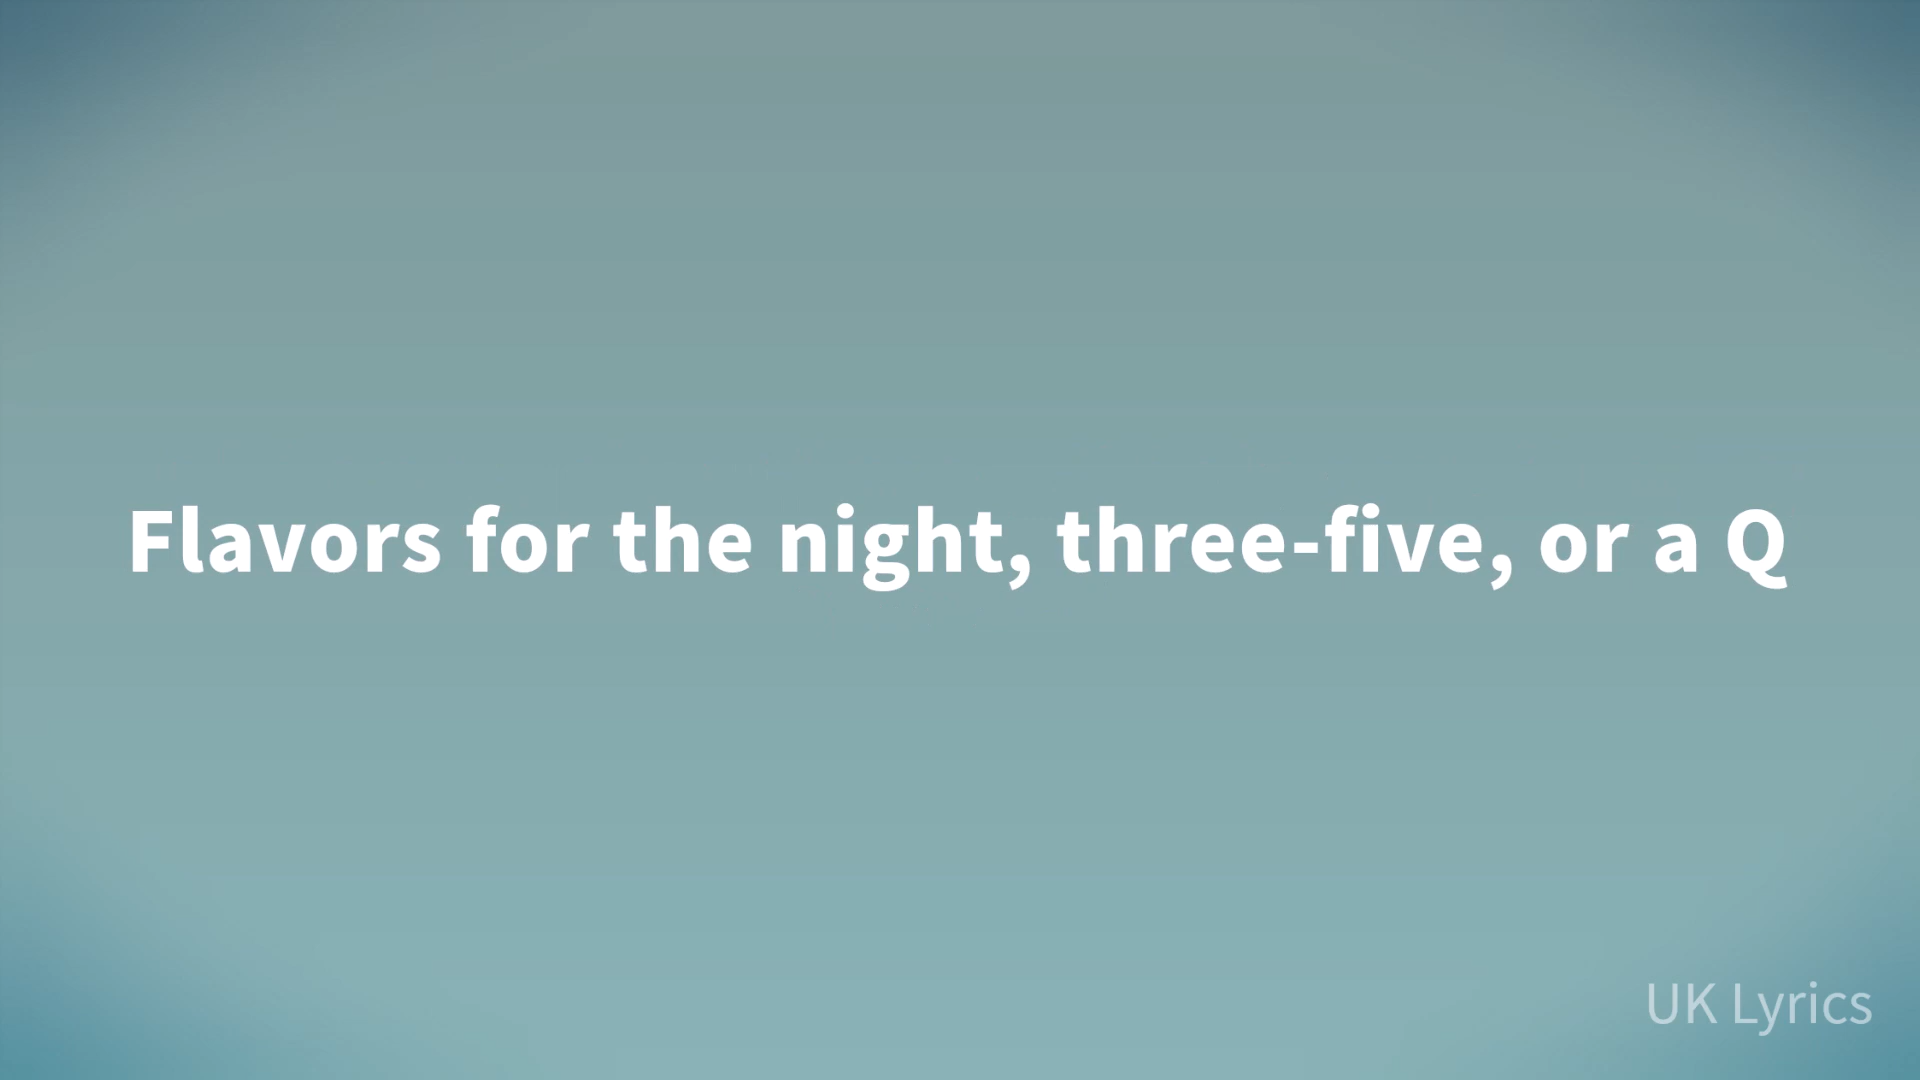 Flavors for the night, three-five, or a Q
UK Lyrics